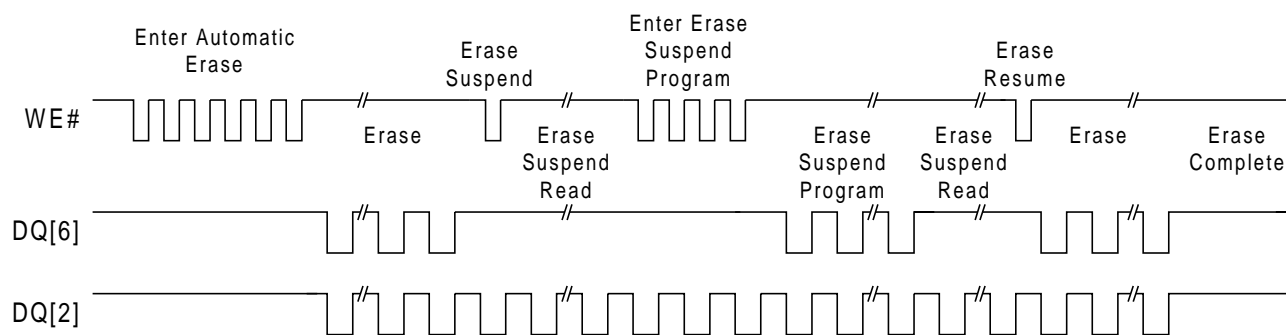 Enter Automatic
Erase
Erase
Suspend
Enter Erase
Suspend
Program
Erase
Resume
WE#
Erase
Erase
Suspend
Read
Erase
Suspend
Program
Erase
Suspend
Read
Erase
Erase
Complete
DQ[6]
DQ[2]